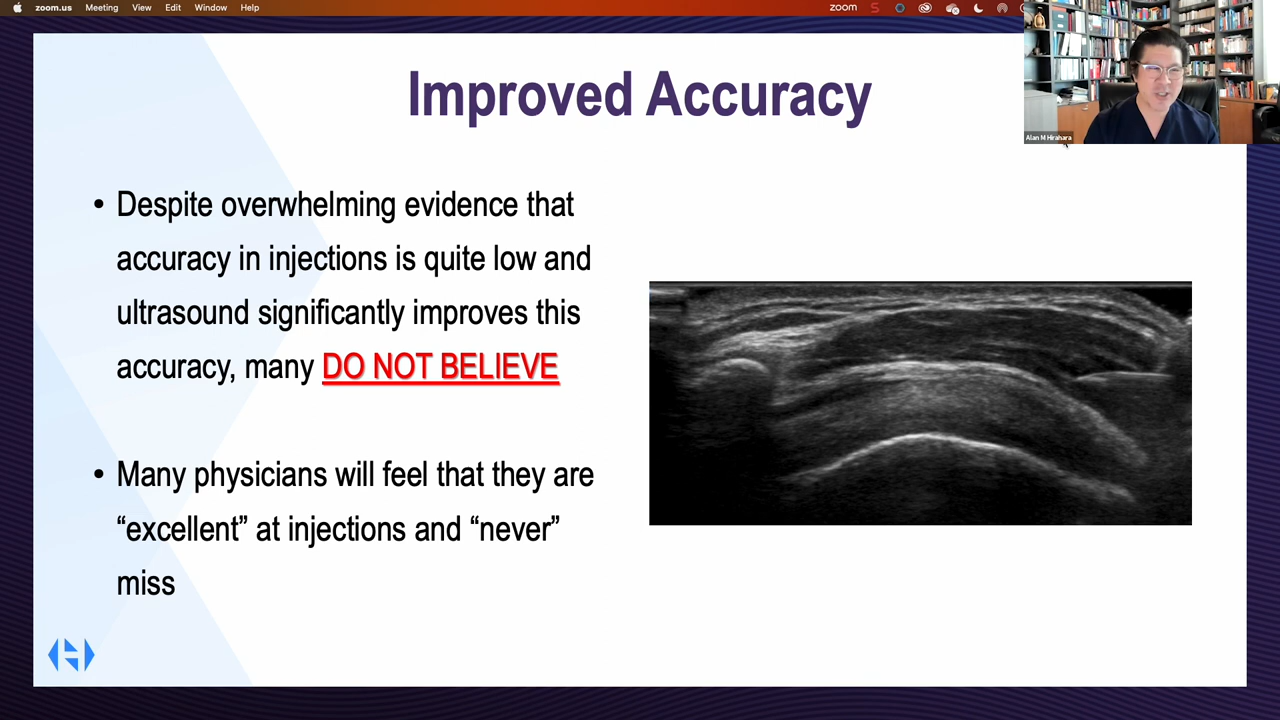 zoom.us Meeting View Edit Window Help
zoom
Improved Accuracy
Alan M Hirahara
• Despite overwhelming evidence that
accuracy in injections is quite low and
ultrasound significantly improves this
accuracy, many DO NOT BELIEVE
• Many physicians will feel that they are
“excellent” at injections and “never”
miss